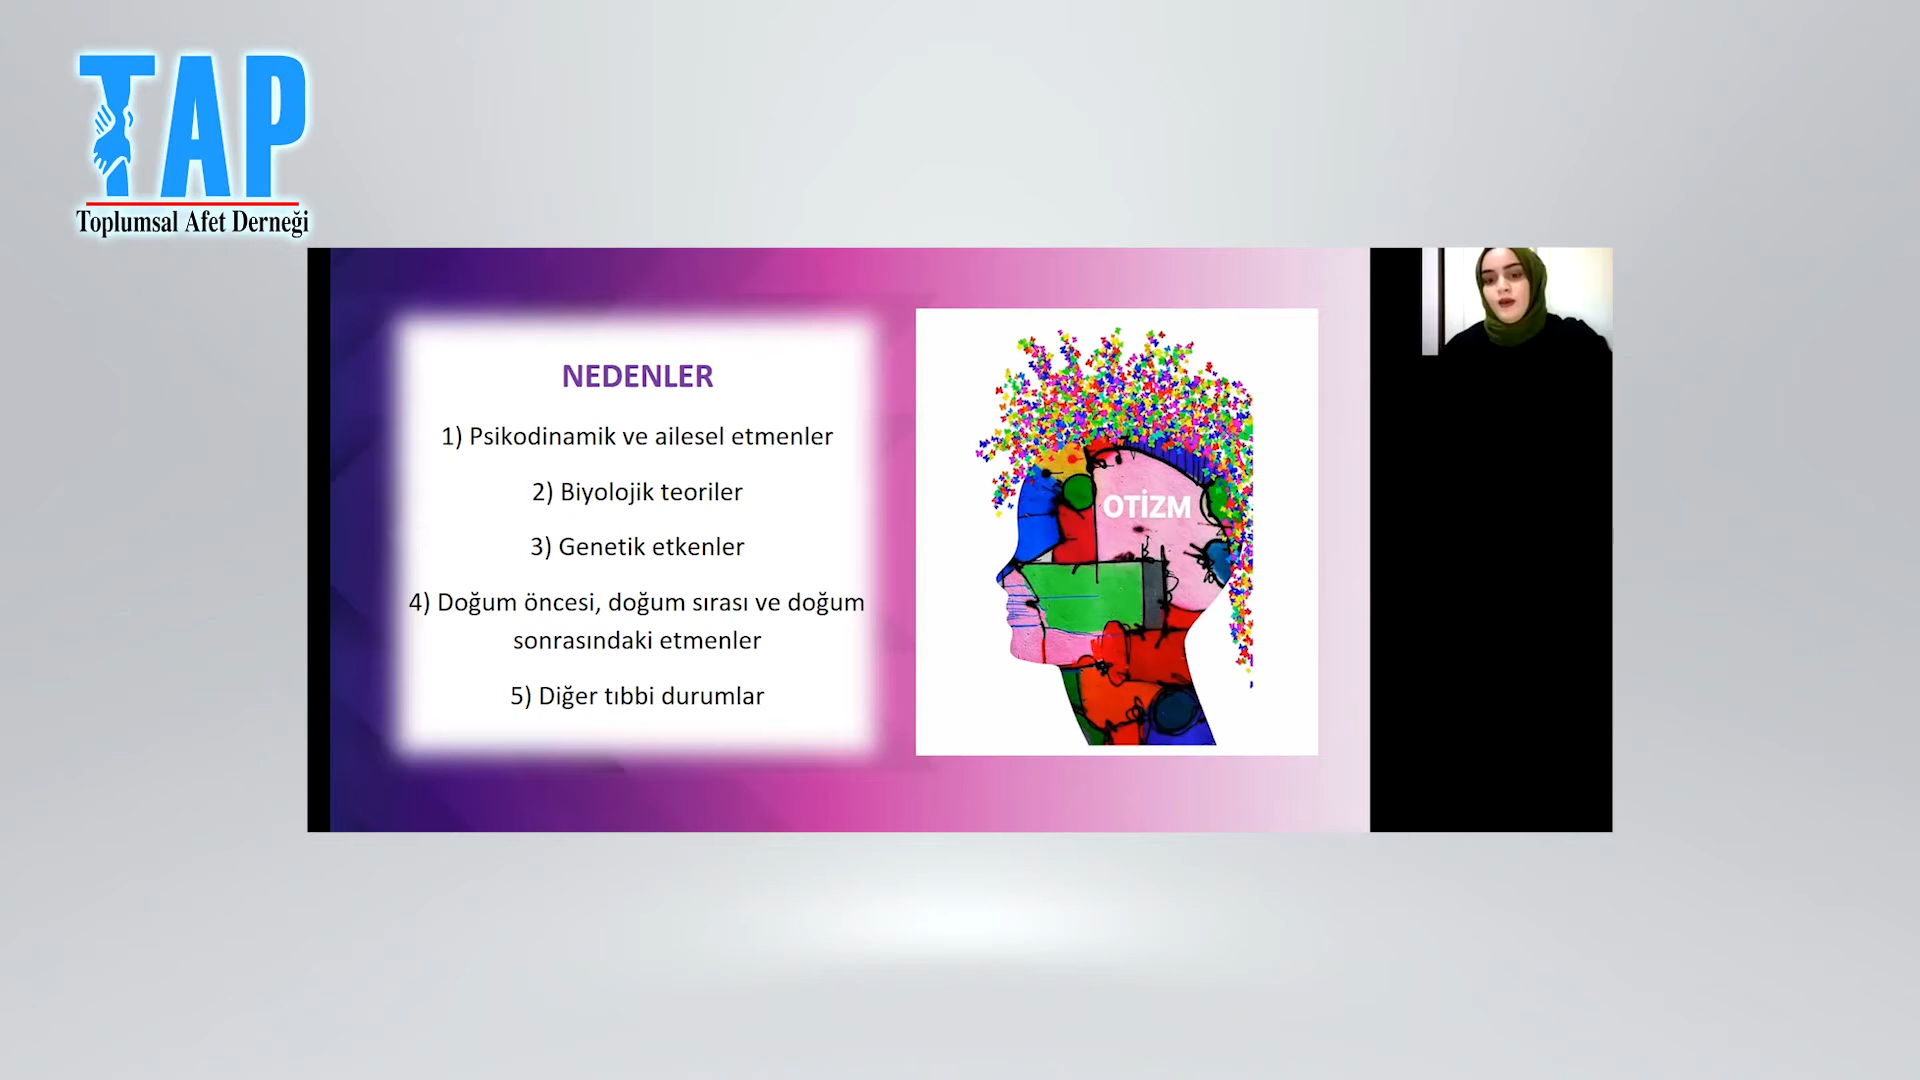 TAP
Toplumsal Afet Derneği
NEDENLER
1) Psikodinamik ve ailesel etmenler
2) Biyolojik teoriler
3) Genetik etkenler
4) Doğum öncesi, doğum sırası ve doğum
sonrasındaki etmenler
5) Diğer tıbbi durumlar
OTİZM